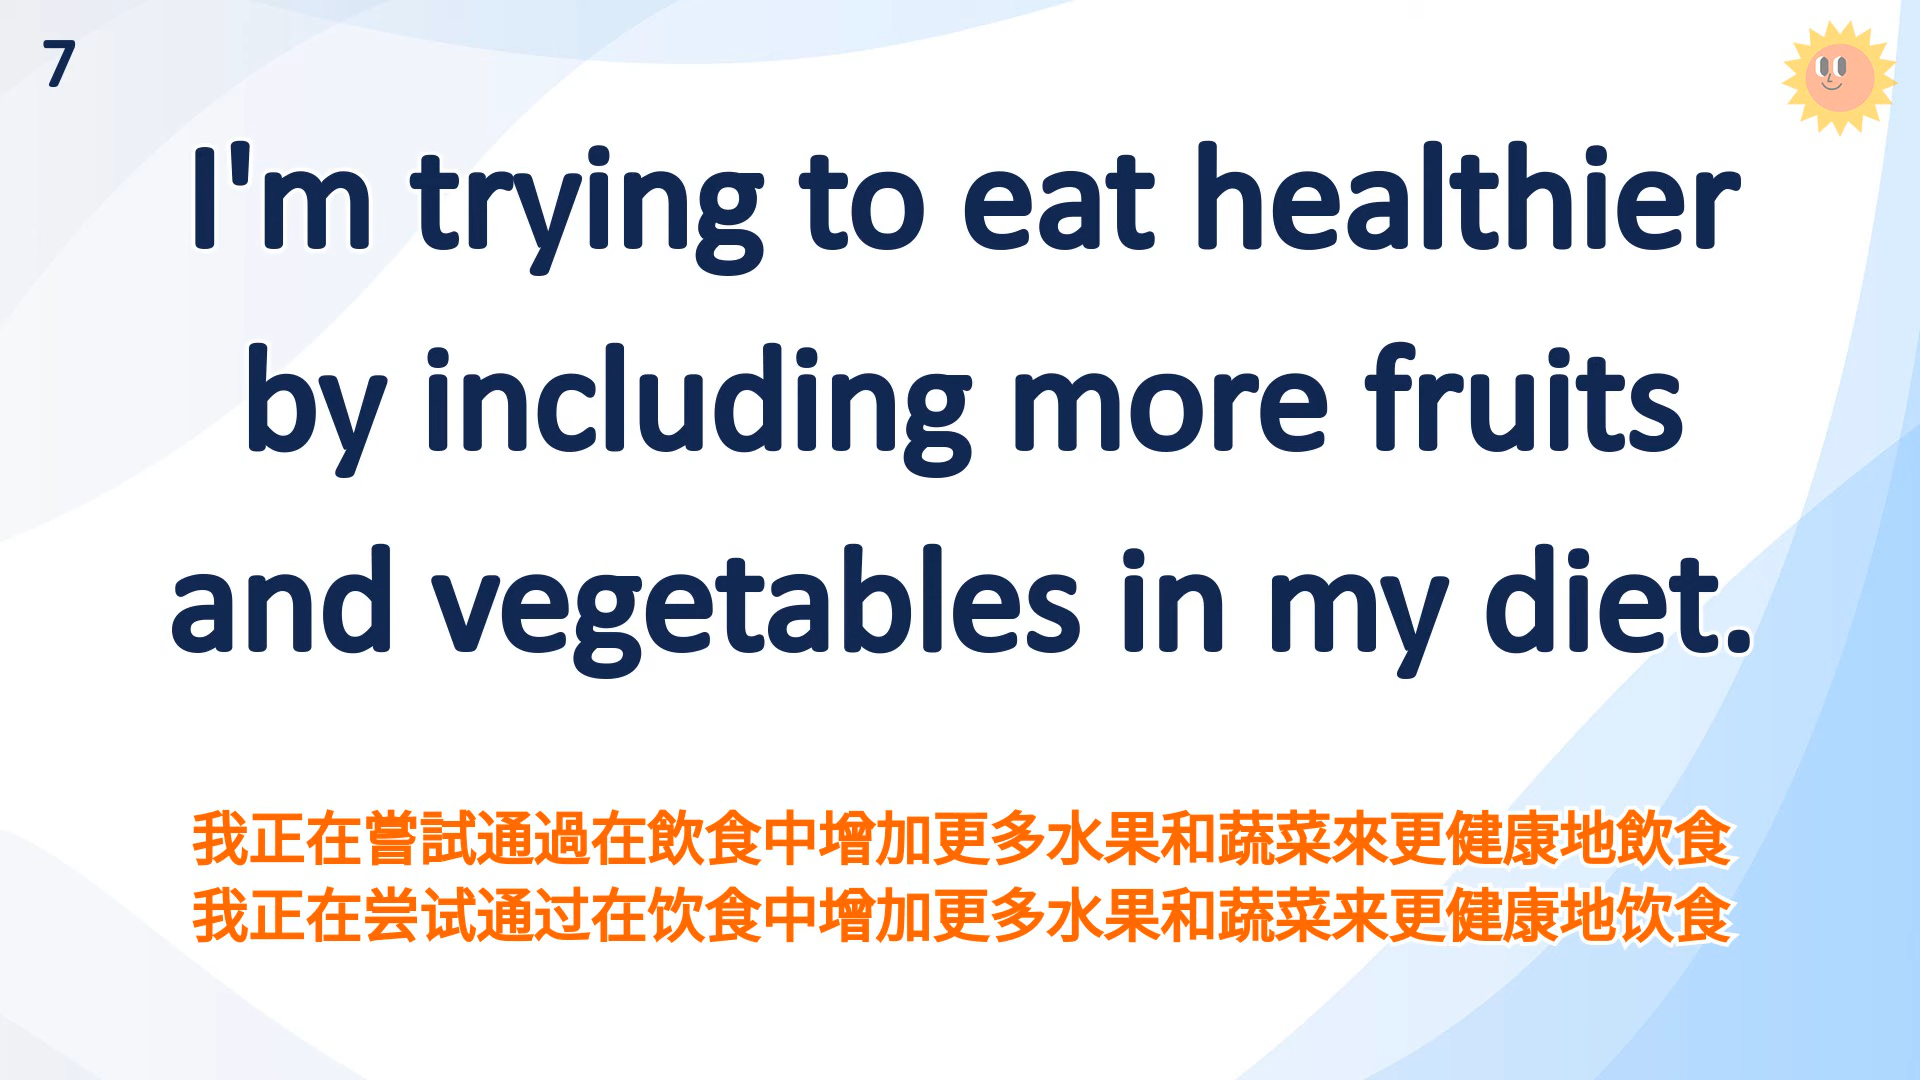 7
I'm trying to eat healthier
by including more fruits
and vegetables in my diet.
我正在嘗試通過在飲食中增加更多水果和蔬菜來更健康地飲食
我正在尝试通过在饮食中增加更多水果和蔬菜来更健康地饮食